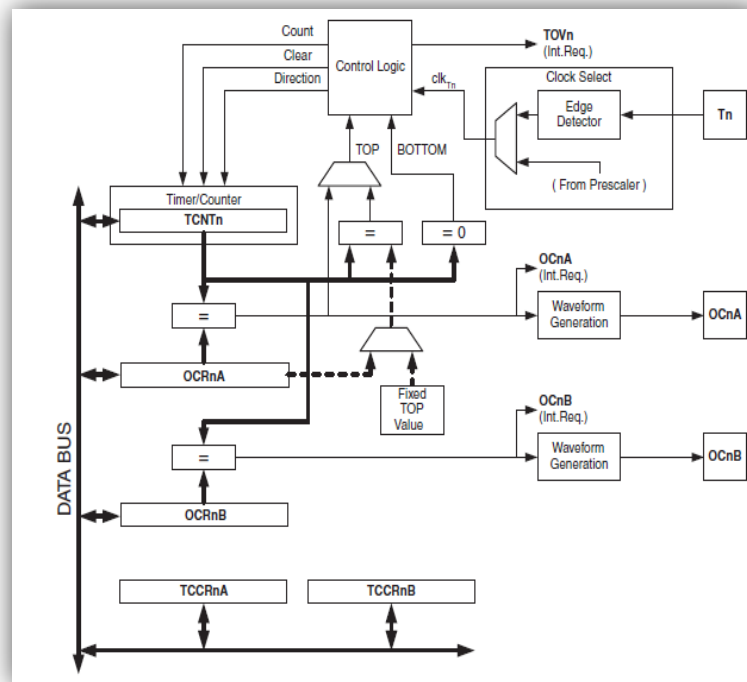 Count
Clear
Direction
Control Logic
TOVn
(Int.Req.)
clkTn
Clock Select
Edge
Detector
Tn
( From Prescaler )
TOP
BOTTOM
Timer/Counter
TCNTn
=
= 0
OCnA
(Int.Req.)
=
Waveform
Generation
OCnA
OCRnA
Fixed
TOP
Value
OCnB
(Int.Req.)
=
Waveform
Generation
OCnB
OCRnB
DATA BUS
TCCRnA
TCCRnB